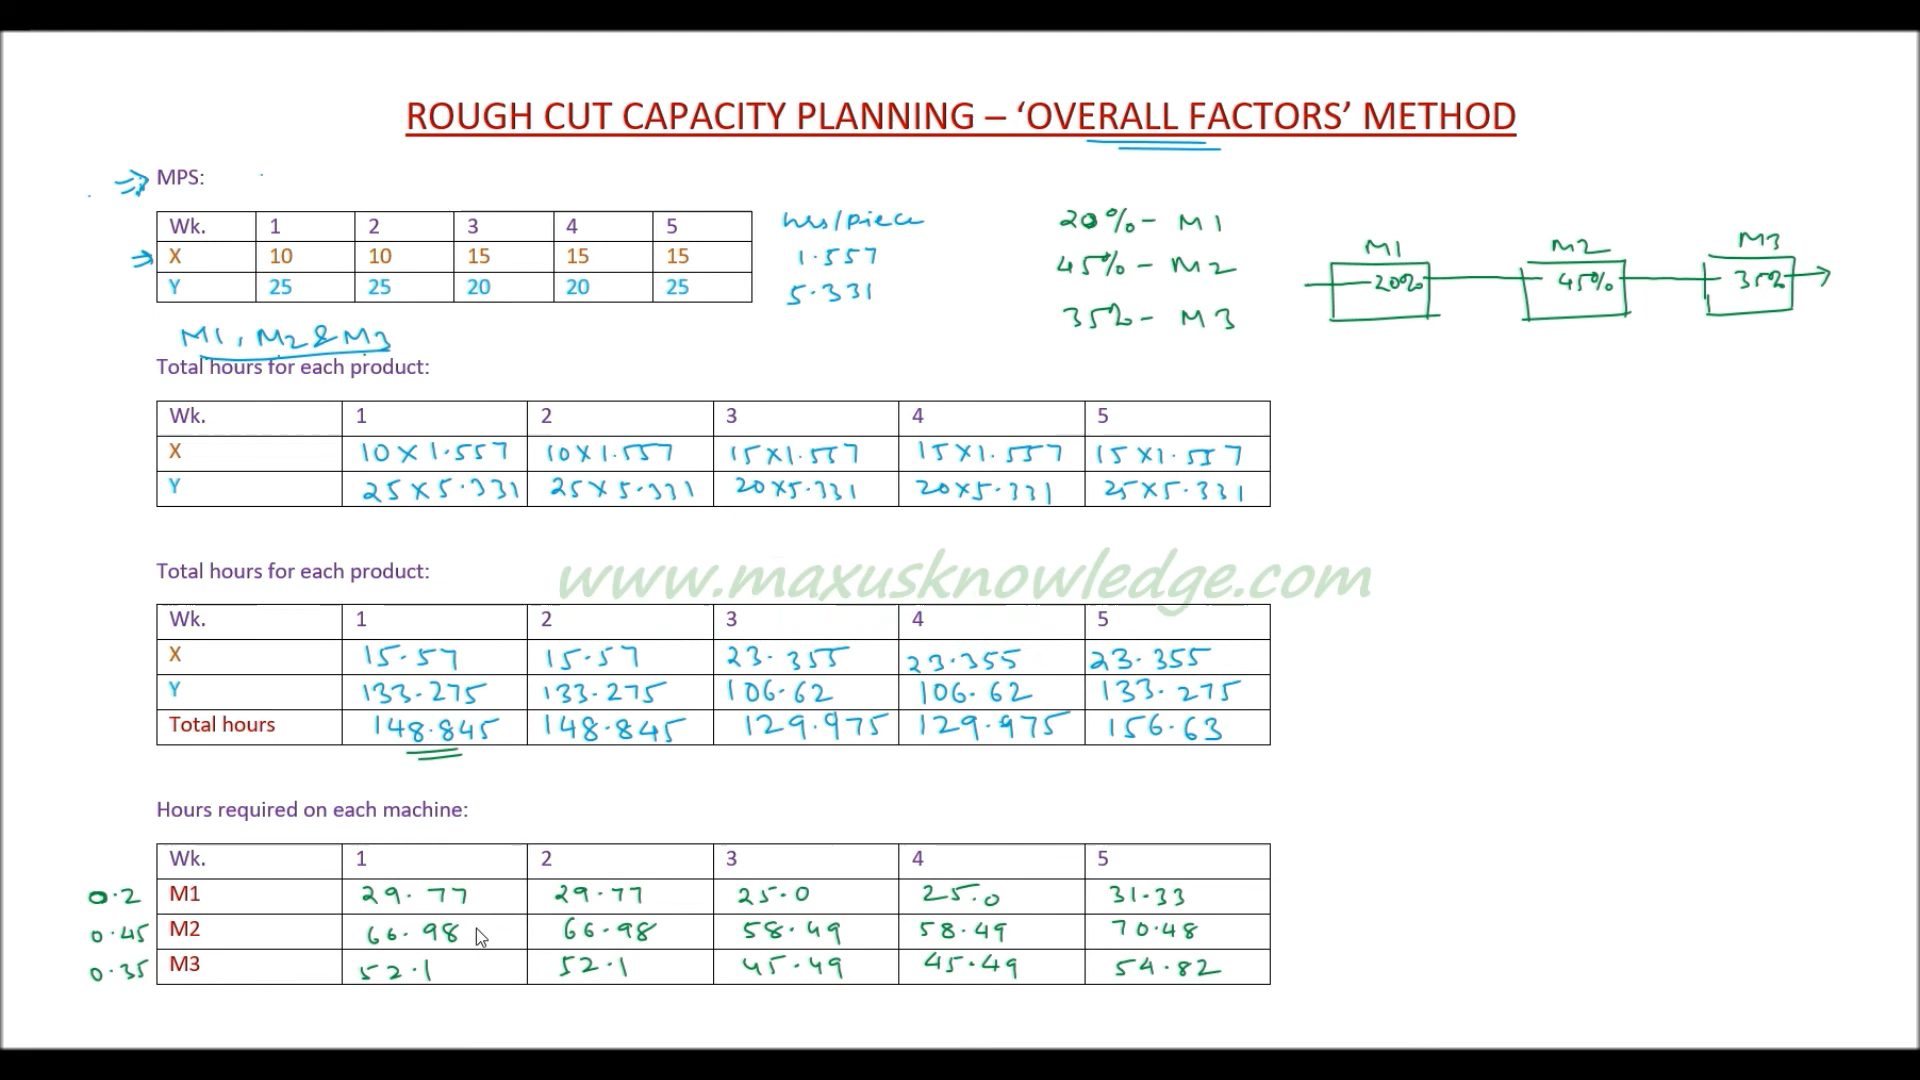 ROUGH CUT CAPACITY PLANNING – ‘OVERALL FACTORS’ METHOD
MPS:
Wk. 1 2 3 4 5 hrs/piece
X 10 10 15 15 15 1.557
Y 25 25 20 20 25 5.331
20% - M1
45% - M2
35% - M3
M1 M2 M3
20% 45% 35%
M1, M2 & M3
Total hours for each product:
Wk. 1 2 3 4 5
X 10 X 1.557 10 X 1.557 15 X 1.557 15 X 1.557 15 X 1.557
Y 25 X 5.331 25 X 5.331 20 X 5.331 20 X 5.331 25 X 5.331
Total hours for each product:
www.maxusknowledge.com
Wk. 1 2 3 4 5
X 15.57 15.57 23.355 23.355 23.355
Y 133.275 133.275 106.62 106.62 133.275
Total hours 148.845 148.845 129.975 129.975 156.63
Hours required on each machine:
Wk. 1 2 3 4 5
0.2 M1 29.77 29.77 25.0 25.0 31.33
0.45 M2 66.98 66.98 58.49 58.49 70.48
0.35 M3 52.1 52.1 45.49 45.49 54.82